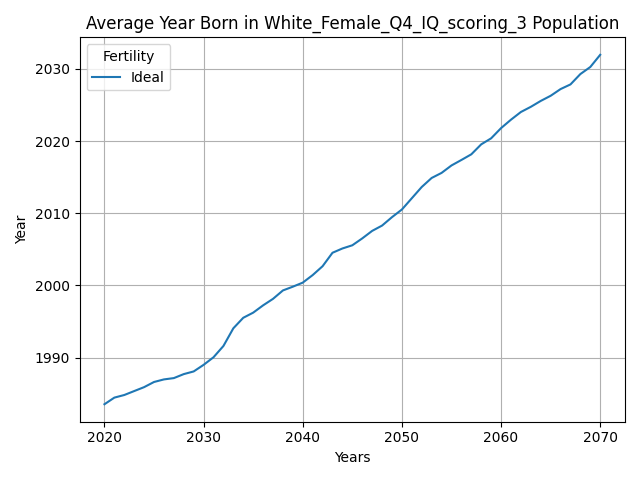 Average Year Born in White_Female_Q4_IQ_scoring_3 Population
Fertility
Ideal
Year
2030
2020
2010
2000
1990
2020 2030 2040 2050 2060 2070
Years